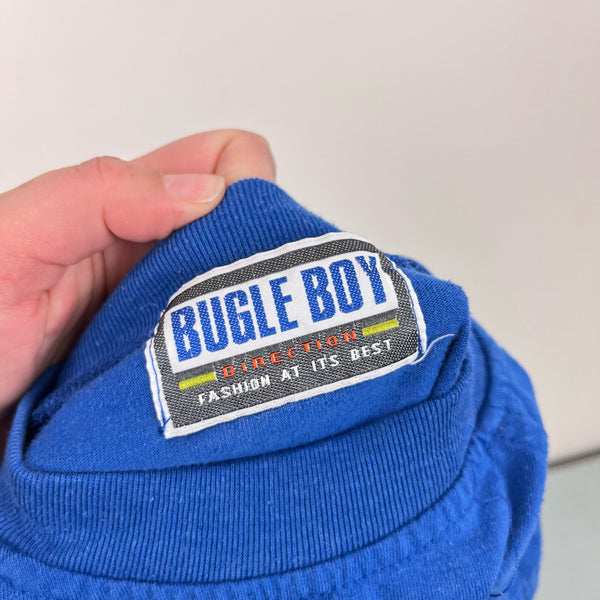 BUGLE BOY
DIRECTION
FASHION AT ITS BEST